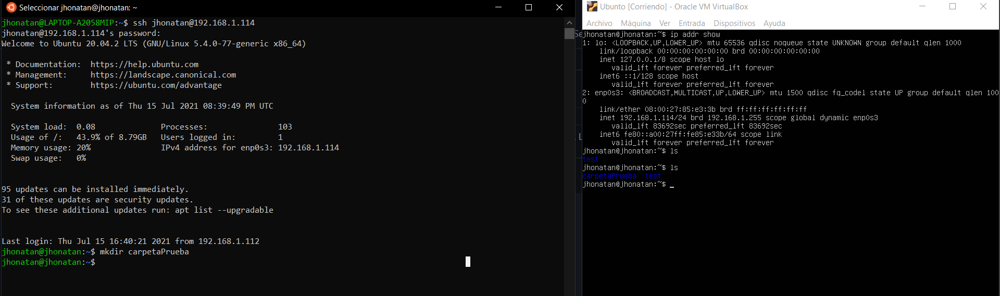 Seleccionar jhonatan@jhonatan: ~
jhonatan@LAPTOP-A2058MIP:~$ ssh jhonatan@192.168.1.114
jhonatan@192.168.1.114's password:
Welcome to Ubuntu 20.04.2 LTS (GNU/Linux 5.4.0-77-generic x86_64)
* Documentation:  https://help.ubuntu.com
* Management:     https://landscape.canonical.com
* Support:        https://ubuntu.com/advantage
System information as of Thu 15 Jul 2021 08:39:49 PM UTC
System load:  0.08              Processes:               103
Usage of /:   43.9% of 8.79GB   Users logged in:         1
Memory usage: 20%               IPv4 address for enp0s3: 192.168.1.114
Swap usage:   0%
95 updates can be installed immediately.
31 of these updates are security updates.
To see these additional updates run: apt list --upgradable
Last login: Thu Jul 15 16:40:21 2021 from 192.168.1.112
jhonatan@jhonatan:~$ mkdir carpetaPrueba
jhonatan@jhonatan:~$
Se
L
Ubunto [Corriendo] - Oracle VM VirtualBox
Archivo Máquina Ver Entrada Dispositivos Ayuda
jhonatan@jhonatan:~$ ip addr show
1: lo: <LOOPBACK,UP,LOWER_UP> mtu 65536 qdisc noqueue state UNKNOWN group default qlen 1000
link/loopback 00:00:00:00:00:00 brd 00:00:00:00:00:00
inet 127.0.0.1/8 scope host lo
valid_lft forever preferred_lft forever
inet6 ::1/128 scope host
valid_lft forever preferred_lft forever
2: enp0s3: <BROADCAST,MULTICAST,UP,LOWER_UP> mtu 1500 qdisc fq_codel state UP group default qlen 100
0
link/ether 08:00:27:85:e3:3b brd ff:ff:ff:ff:ff:ff
inet 192.168.1.114/24 brd 192.168.1.255 scope global dynamic enp0s3
valid_lft 83692sec preferred_lft 83692sec
inet6 fe80::a00:27ff:fe85:e33b/64 scope link
valid_lft forever preferred_lft forever
jhonatan@jhonatan:~$ ls
test
jhonatan@jhonatan:~$ ls
carpetaPrueba  test
jhonatan@jhonatan:~$ _